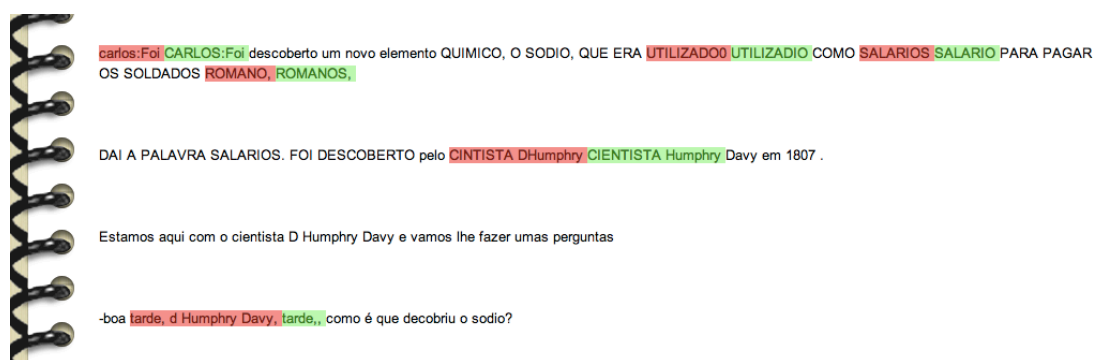 carlos:Foi CARLOS:Foi descoberto um novo elemento QUIMICO, O SODIO, QUE ERA UTILIZADO0 UTILIZADIO COMO SALARIOS SALARIO PARA PAGAR
OS SOLDADOS ROMANO, ROMANOS,
DAI A PALAVRA SALARIOS. FOI DESCOBERTO pelo CINTISTA DHumphry CIENTISTA Humphry Davy em 1807 .
Estamos aqui com o cientista D Humphry Davy e vamos lhe fazer umas perguntas
-boa tarde, d Humphry Davy, tarde,, como é que decobriu o sodio?